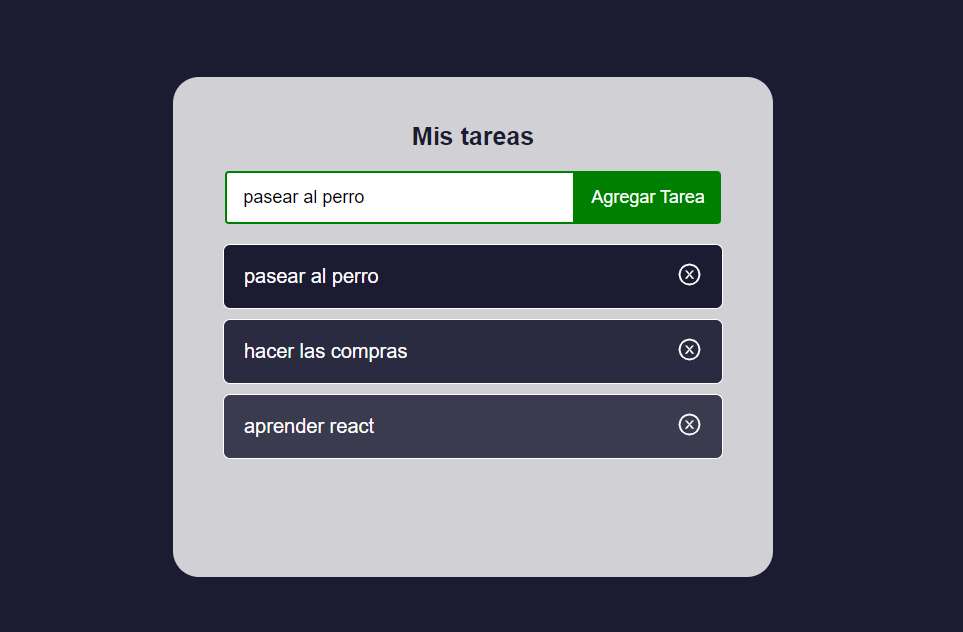 Mis tareas
pasear al perro
Agregar Tarea
pasear al perro
hacer las compras
aprender react